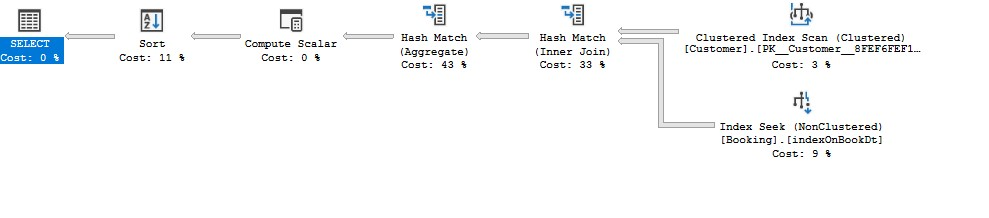 SELECT
Cost: 0 %
Sort
Cost: 11 %
Compute Scalar
Cost: 0 %
Hash Match
(Aggregate)
Cost: 43 %
Hash Match
(Inner Join)
Cost: 33 %
Clustered Index Scan (Clustered)
[Customer].[PK__Customer__8FEF6FEF1…
Cost: 3 %
Index Seek (NonClustered)
[Booking].[indexOnBookDt]
Cost: 9 %